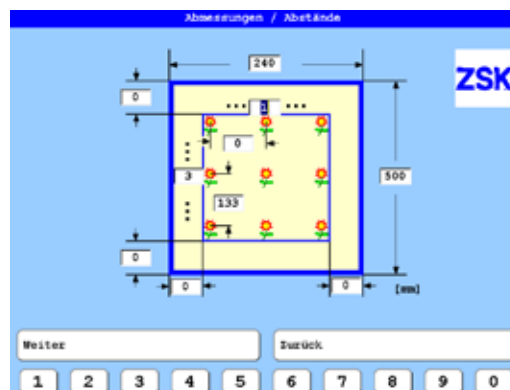 Abmessungen / Abstände
240
ZSK
0
... 1 ...
0
3
500
133
0
0
0
[mm]
Weiter
Zurück
1 2 3 4 5 6 7 8 9 0